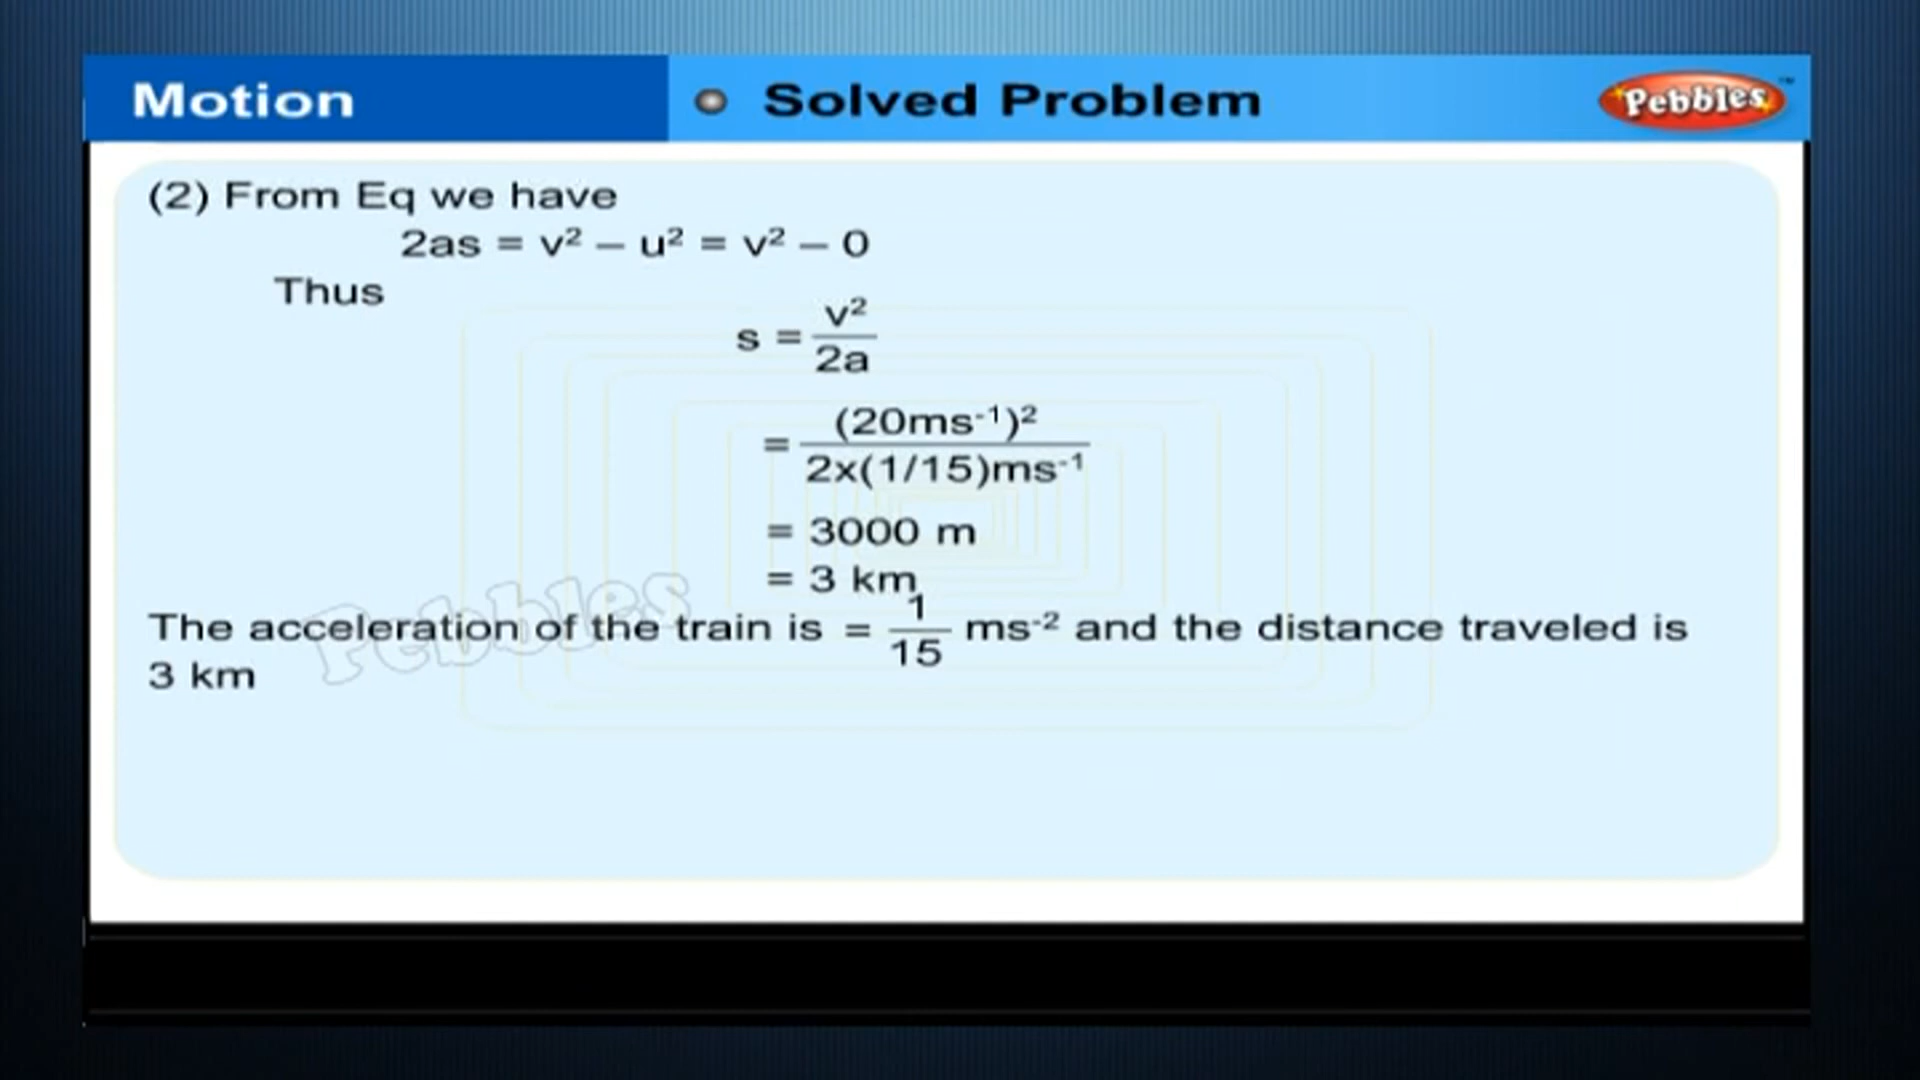 Motion
Solved Problem
Pebbles™
(2) From Eq we have
2as = v² – u² = v² – 0
Thus
s = v²/2a
= (20ms⁻¹)²/2x(1/15)ms⁻¹
= 3000 m
= 3 km
The acceleration of the train is = 1/15 ms⁻² and the distance traveled is
3 km
Pebbles